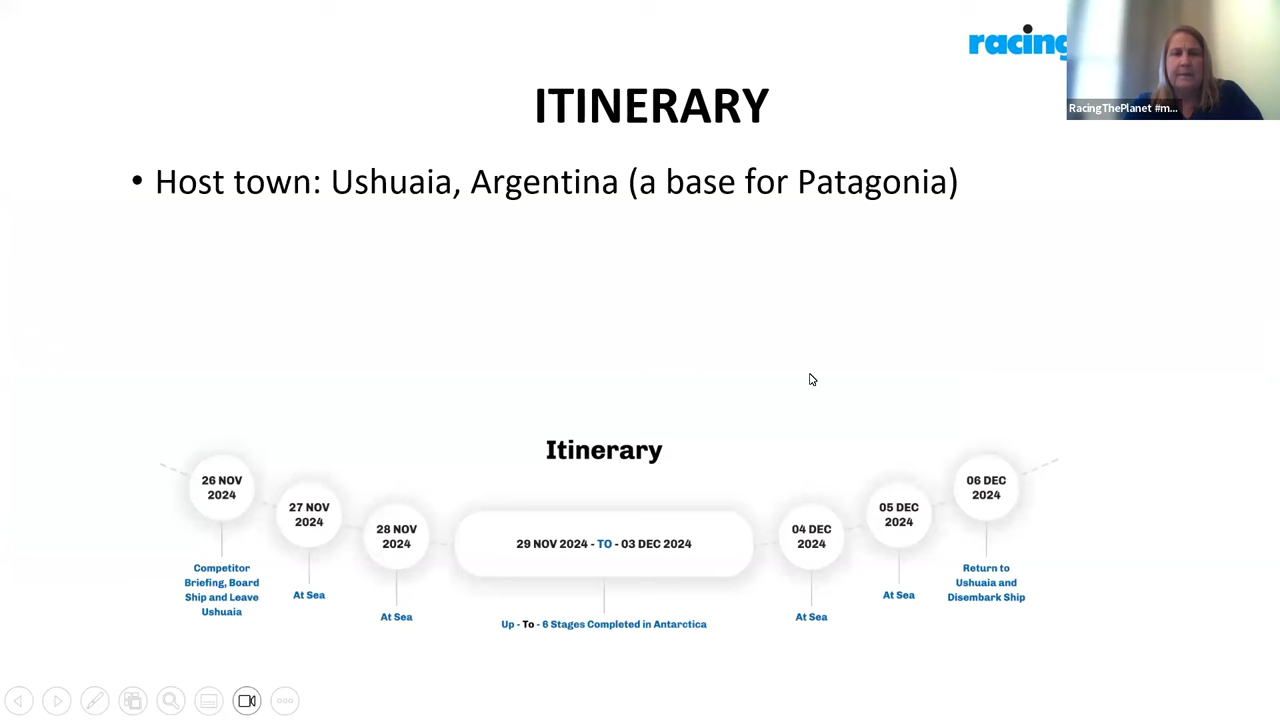 racing
RacingThePlanet #m...
ITINERARY
• Host town: Ushuaia, Argentina (a base for Patagonia)
Itinerary
26 NOV
2024
Competitor
Briefing, Board
Ship and Leave
Ushuaia
27 NOV
2024
At Sea
28 NOV
2024
At Sea
29 NOV 2024 - TO - 03 DEC 2024
Up - To - 6 Stages Completed in Antarctica
04 DEC
2024
At Sea
05 DEC
2024
At Sea
06 DEC
2024
Return to
Ushuaia and
Disembark Ship